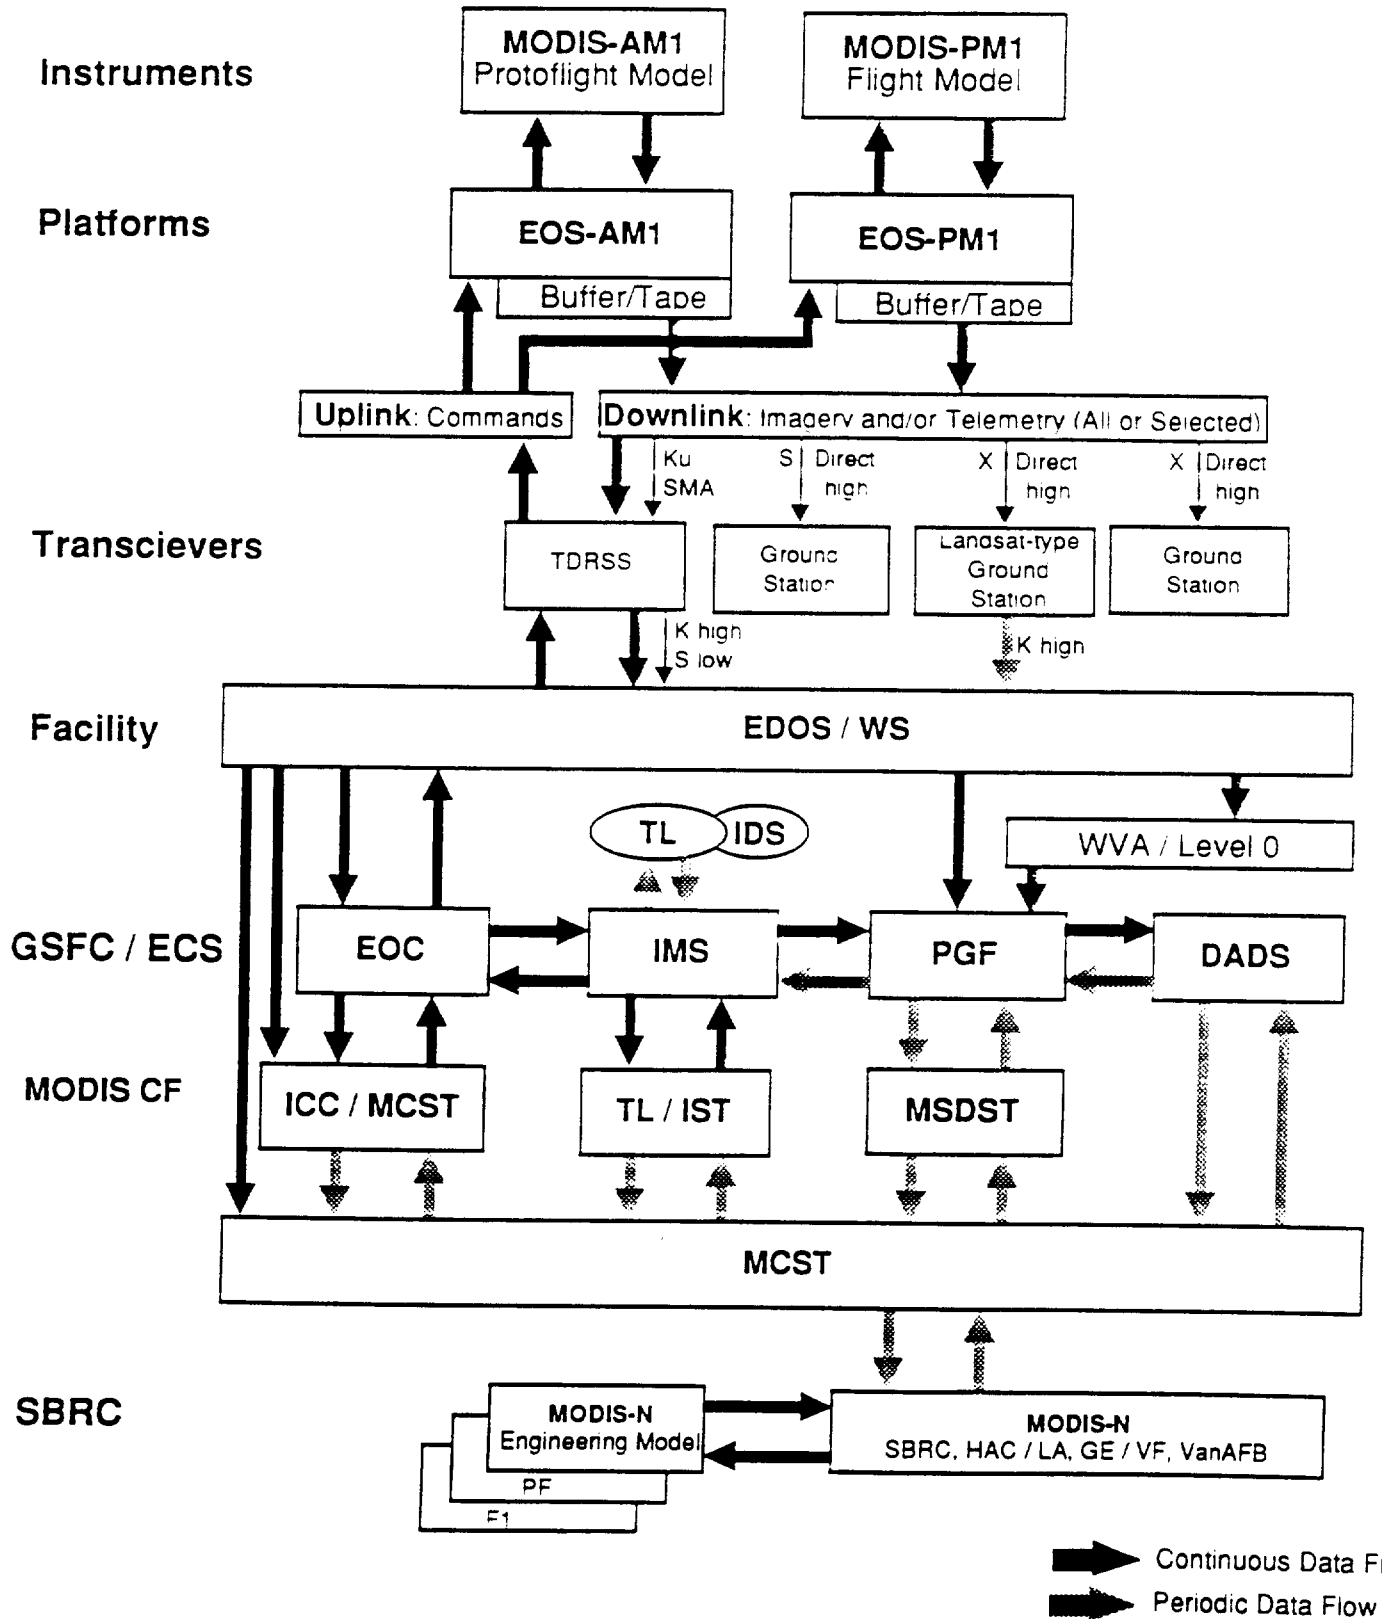 Instruments
MODIS-AM1
Protoflight Model
MODIS-PM1
Flight Model
Platforms
EOS-AM1
Buffer/Tape
EOS-PM1
Buffer/Tape
Uplink: Commands
Downlink: Imagery and/or Telemetry (All or Selected)
Ku
SMA
S Direct
high
X Direct
high
X Direct
high
Transcievers
TDRSS
Ground
Station
Landsat-type
Ground
Station
Ground
Station
K high
S low
K high
Facility
EDOS / WS
TL
IDS
WVA / Level 0
GSFC / ECS
EOC
IMS
PGF
DADS
MODIS CF
ICC / MCST
TL / IST
MSDST
MCST
SBRC
MODIS-N
Engineering Model
PF
F1
MODIS-N
SBRC, HAC / LA, GE / VF, VanAFB
Continuous Data F
Periodic Data Flow